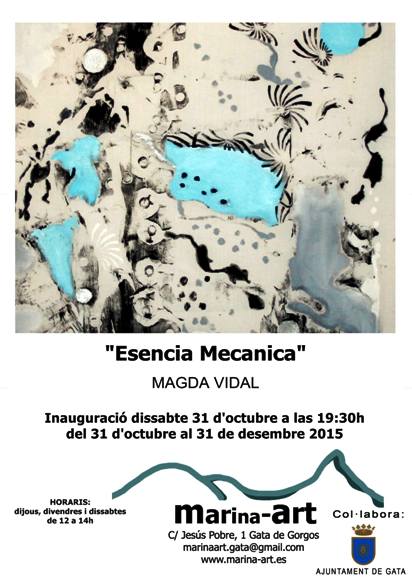 "Esencia Mecanica"
MAGDA VIDAL
Inauguració dissabte 31 d'octubre a las 19:30h
del 31 d'octubre al 31 de desembre 2015
HORARIS:
dijous, divendres i dissabtes
de 12 a 14h
marina-art
C/ Jesús Pobre, 1 Gata de Gorgos
marinaart.gata@gmail.com
www.marina-art.es
Col·labora:
AJUNTAMENT DE GATA